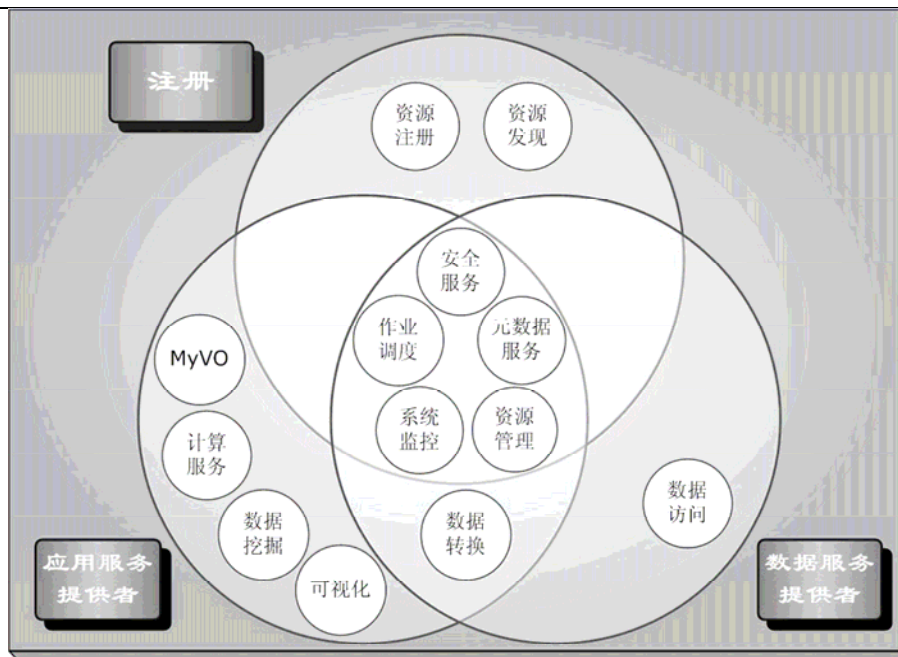 注册
资源
注册
资源
发现
安全
服务
作业
调度
元数据
服务
MyVO
系统
监控
资源
管理
计算
服务
数据
访问
数据
挖掘
数据
转换
可视化
应用服务
提供者
数据服务
提供者